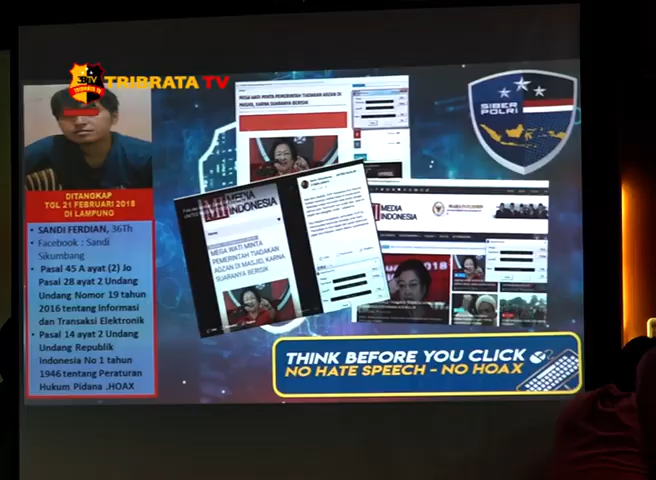 TRIBRATA TV
DITANGKAP
TGL 21 FEBRUARI 2018
DI LAMPUNG
SANDI FERDIAN, 36Th
Facebook : Sandi
Sikumbang
Pasal 45 A ayat (2) Jo
Pasal 28 ayat 2 Undang
Undang Nomor 19 tahun
2016 tentang Informasi
dan Transaksi Elektronik
Pasal 14 ayat 2 Undang
Undang Republik
Indonesia No 1 tahun
1946 tentang Peraturan
Hukum Pidana ,HOAX
MEGA WATI MINTA PEMERINTAH TIADAKAN ADZAN DI
MASJID, KARNA SUARANYA BERISIK
MEDIA
INDONESIA
MEGA WATI MINTA
PEMERINTAH TIADAKAN
ADZAN DI MASJID, KARNA
SUARANYA BERISIK
MEDIA
INDONESIA
SIBER
POLRI
THINK BEFORE YOU CLICK
NO HATE SPEECH - NO HOAX